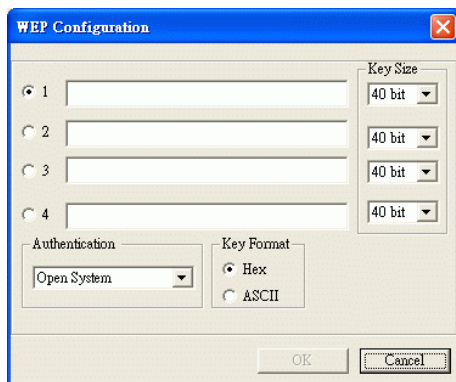 WEP Configuration
Key Size
1
40 bit
2
40 bit
3
40 bit
4
40 bit
Authentication
Open System
Key Format
Hex
ASCII
OK
Cancel